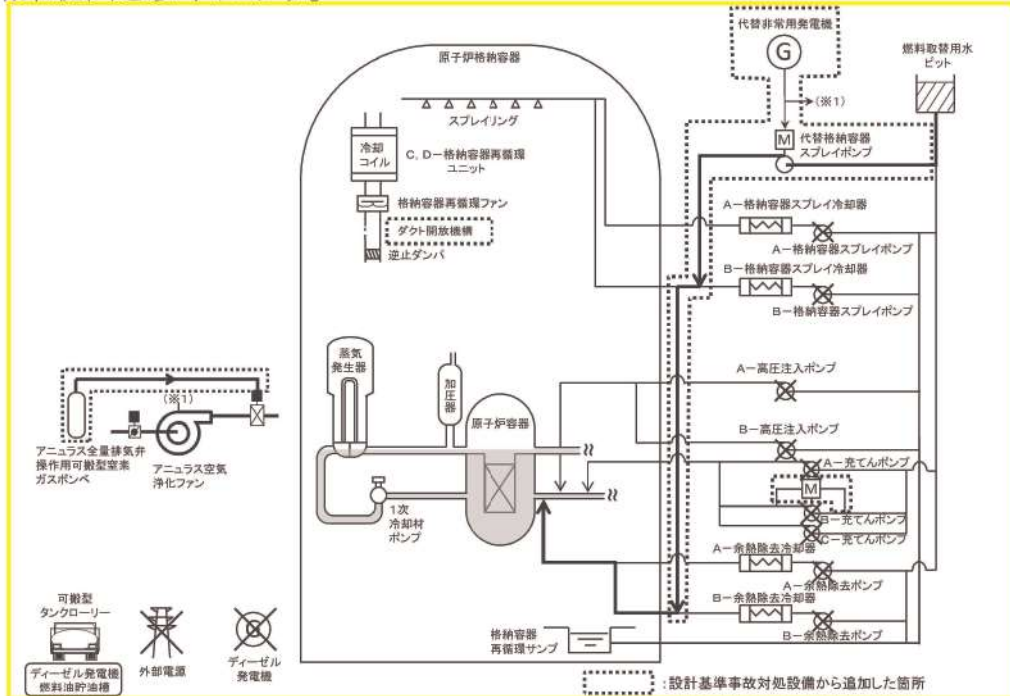 代替非常用発電機
G
(※1)
燃料取替用水
ピット
M
代替格納容器
スプレイポンプ
原子炉格納容器
スプレイリング
冷却
コイル
C、D-格納容器再循環
ユニット
格納容器再循環ファン
ダクト開放機構
逆止ダンパ
A-格納容器スプレイ冷却器
A-格納容器スプレイポンプ
B-格納容器スプレイ冷却器
B-格納容器スプレイポンプ
蒸気
発生器
加圧器
原子炉容器
1次
冷却材
ポンプ
A-高圧注入ポンプ
B-高圧注入ポンプ
A-充てんポンプ
M
B-充てんポンプ
C-充てんポンプ
A-余熱除去冷却器
A-余熱除去ポンプ
B-余熱除去冷却器
B-余熱除去ポンプ
格納容器
再循環サンプ
(※1)
アニュラス全量排気弁
操作用可搬型窒素
ガスボンベ
アニュラス空気
浄化ファン
可搬型
タンクローリー
ディーゼル発電機
燃料油貯油槽
外部電源
ディーゼル
発電機
:設計基準事故対処設備から追加した箇所